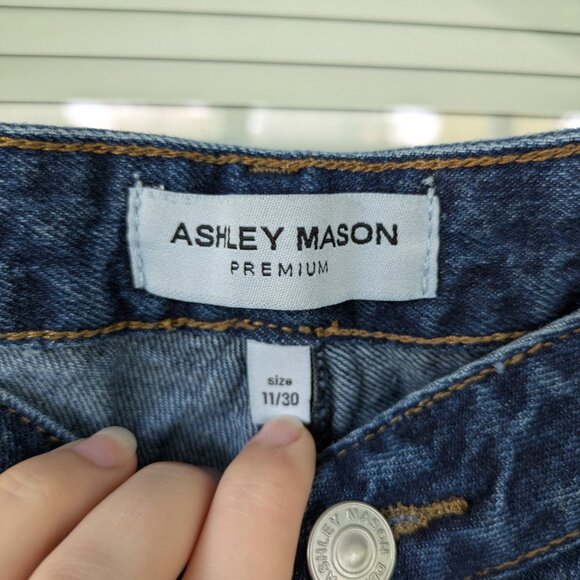 ASHLEY MASON
PREMIUM
size
11/30
ASHLEY MASON